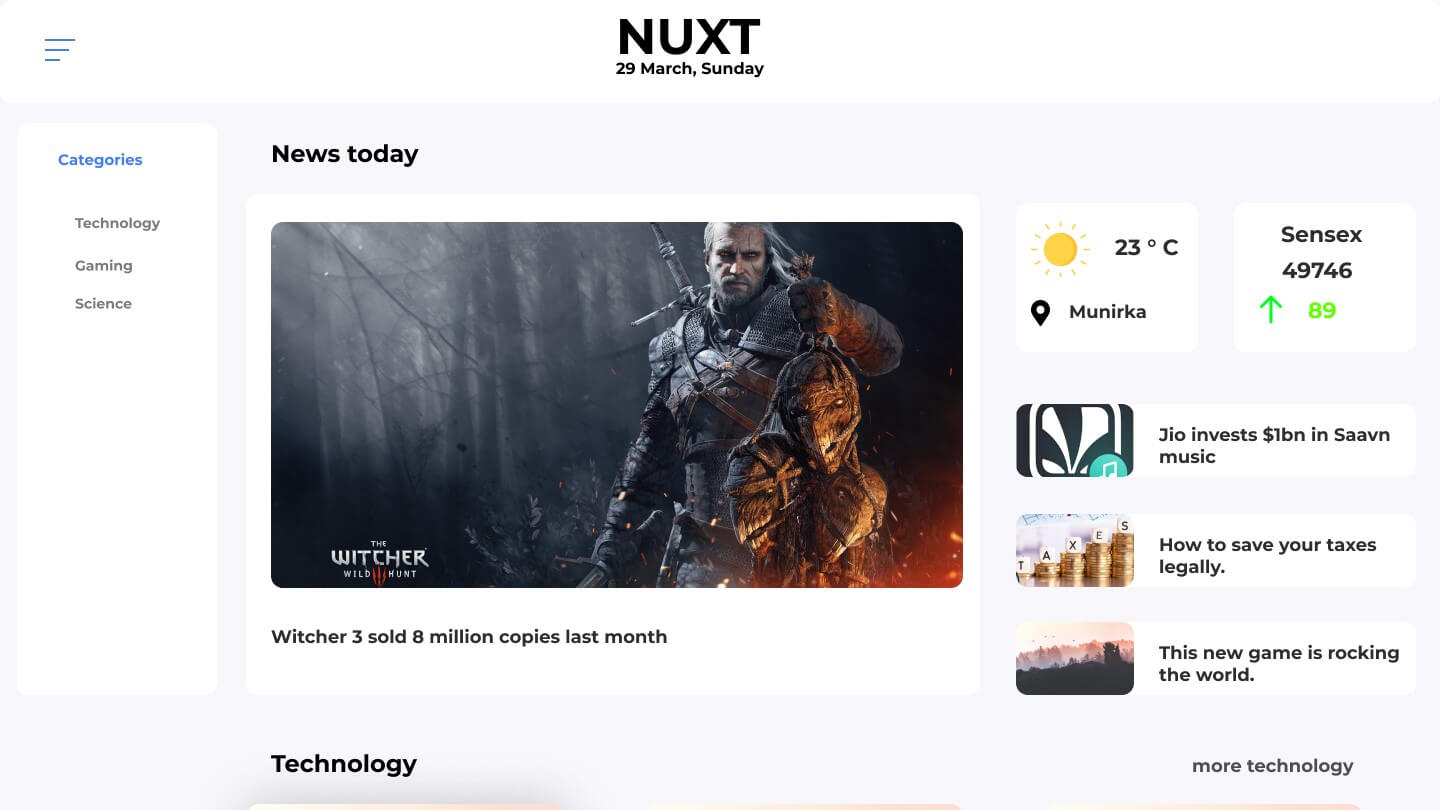 NUXT
29 March, Sunday
Categories
Technology
Gaming
Science
News today
THE
WITCHER
WILD HUNT
Witcher 3 sold 8 million copies last month
23 ° C
Munirka
Sensex
49746
89
Jio invests $1bn in Saavn
music
T A X E S
How to save your taxes
legally.
This new game is rocking
the world.
Technology
more technology